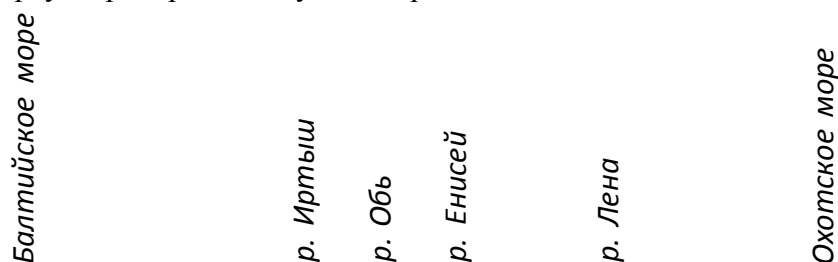 Балтийское море
р. Иртыш
р. Обь
р. Енисей
р. Лена
Охотское море